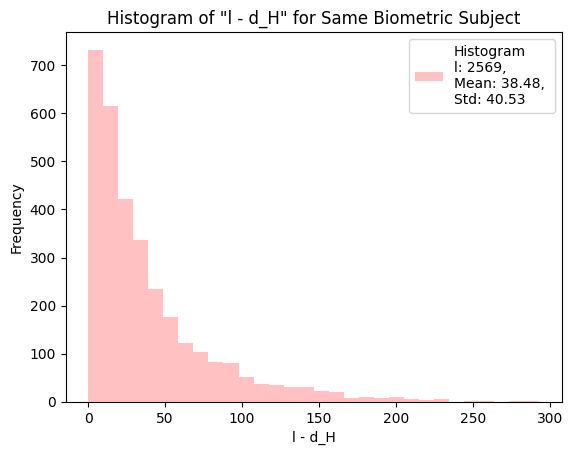 Histogram of "l - d_H" for Same Biometric Subject
Histogram
l: 2569,
Mean: 38.48,
Std: 40.53
700
600
500
400
300
200
100
0
Frequency
0 50 100 150 200 250 300
l - d_H